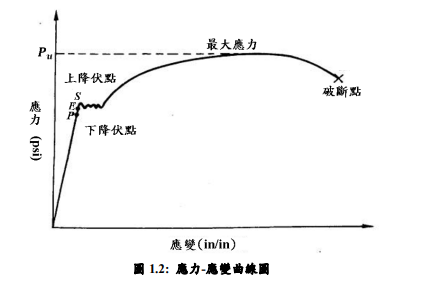 Pu
最大應力
上降伏點
S
E
P
破斷點
下降伏點
應力 (psi)
應變(in/in)
圖 1.2: 應力-應變曲線圖